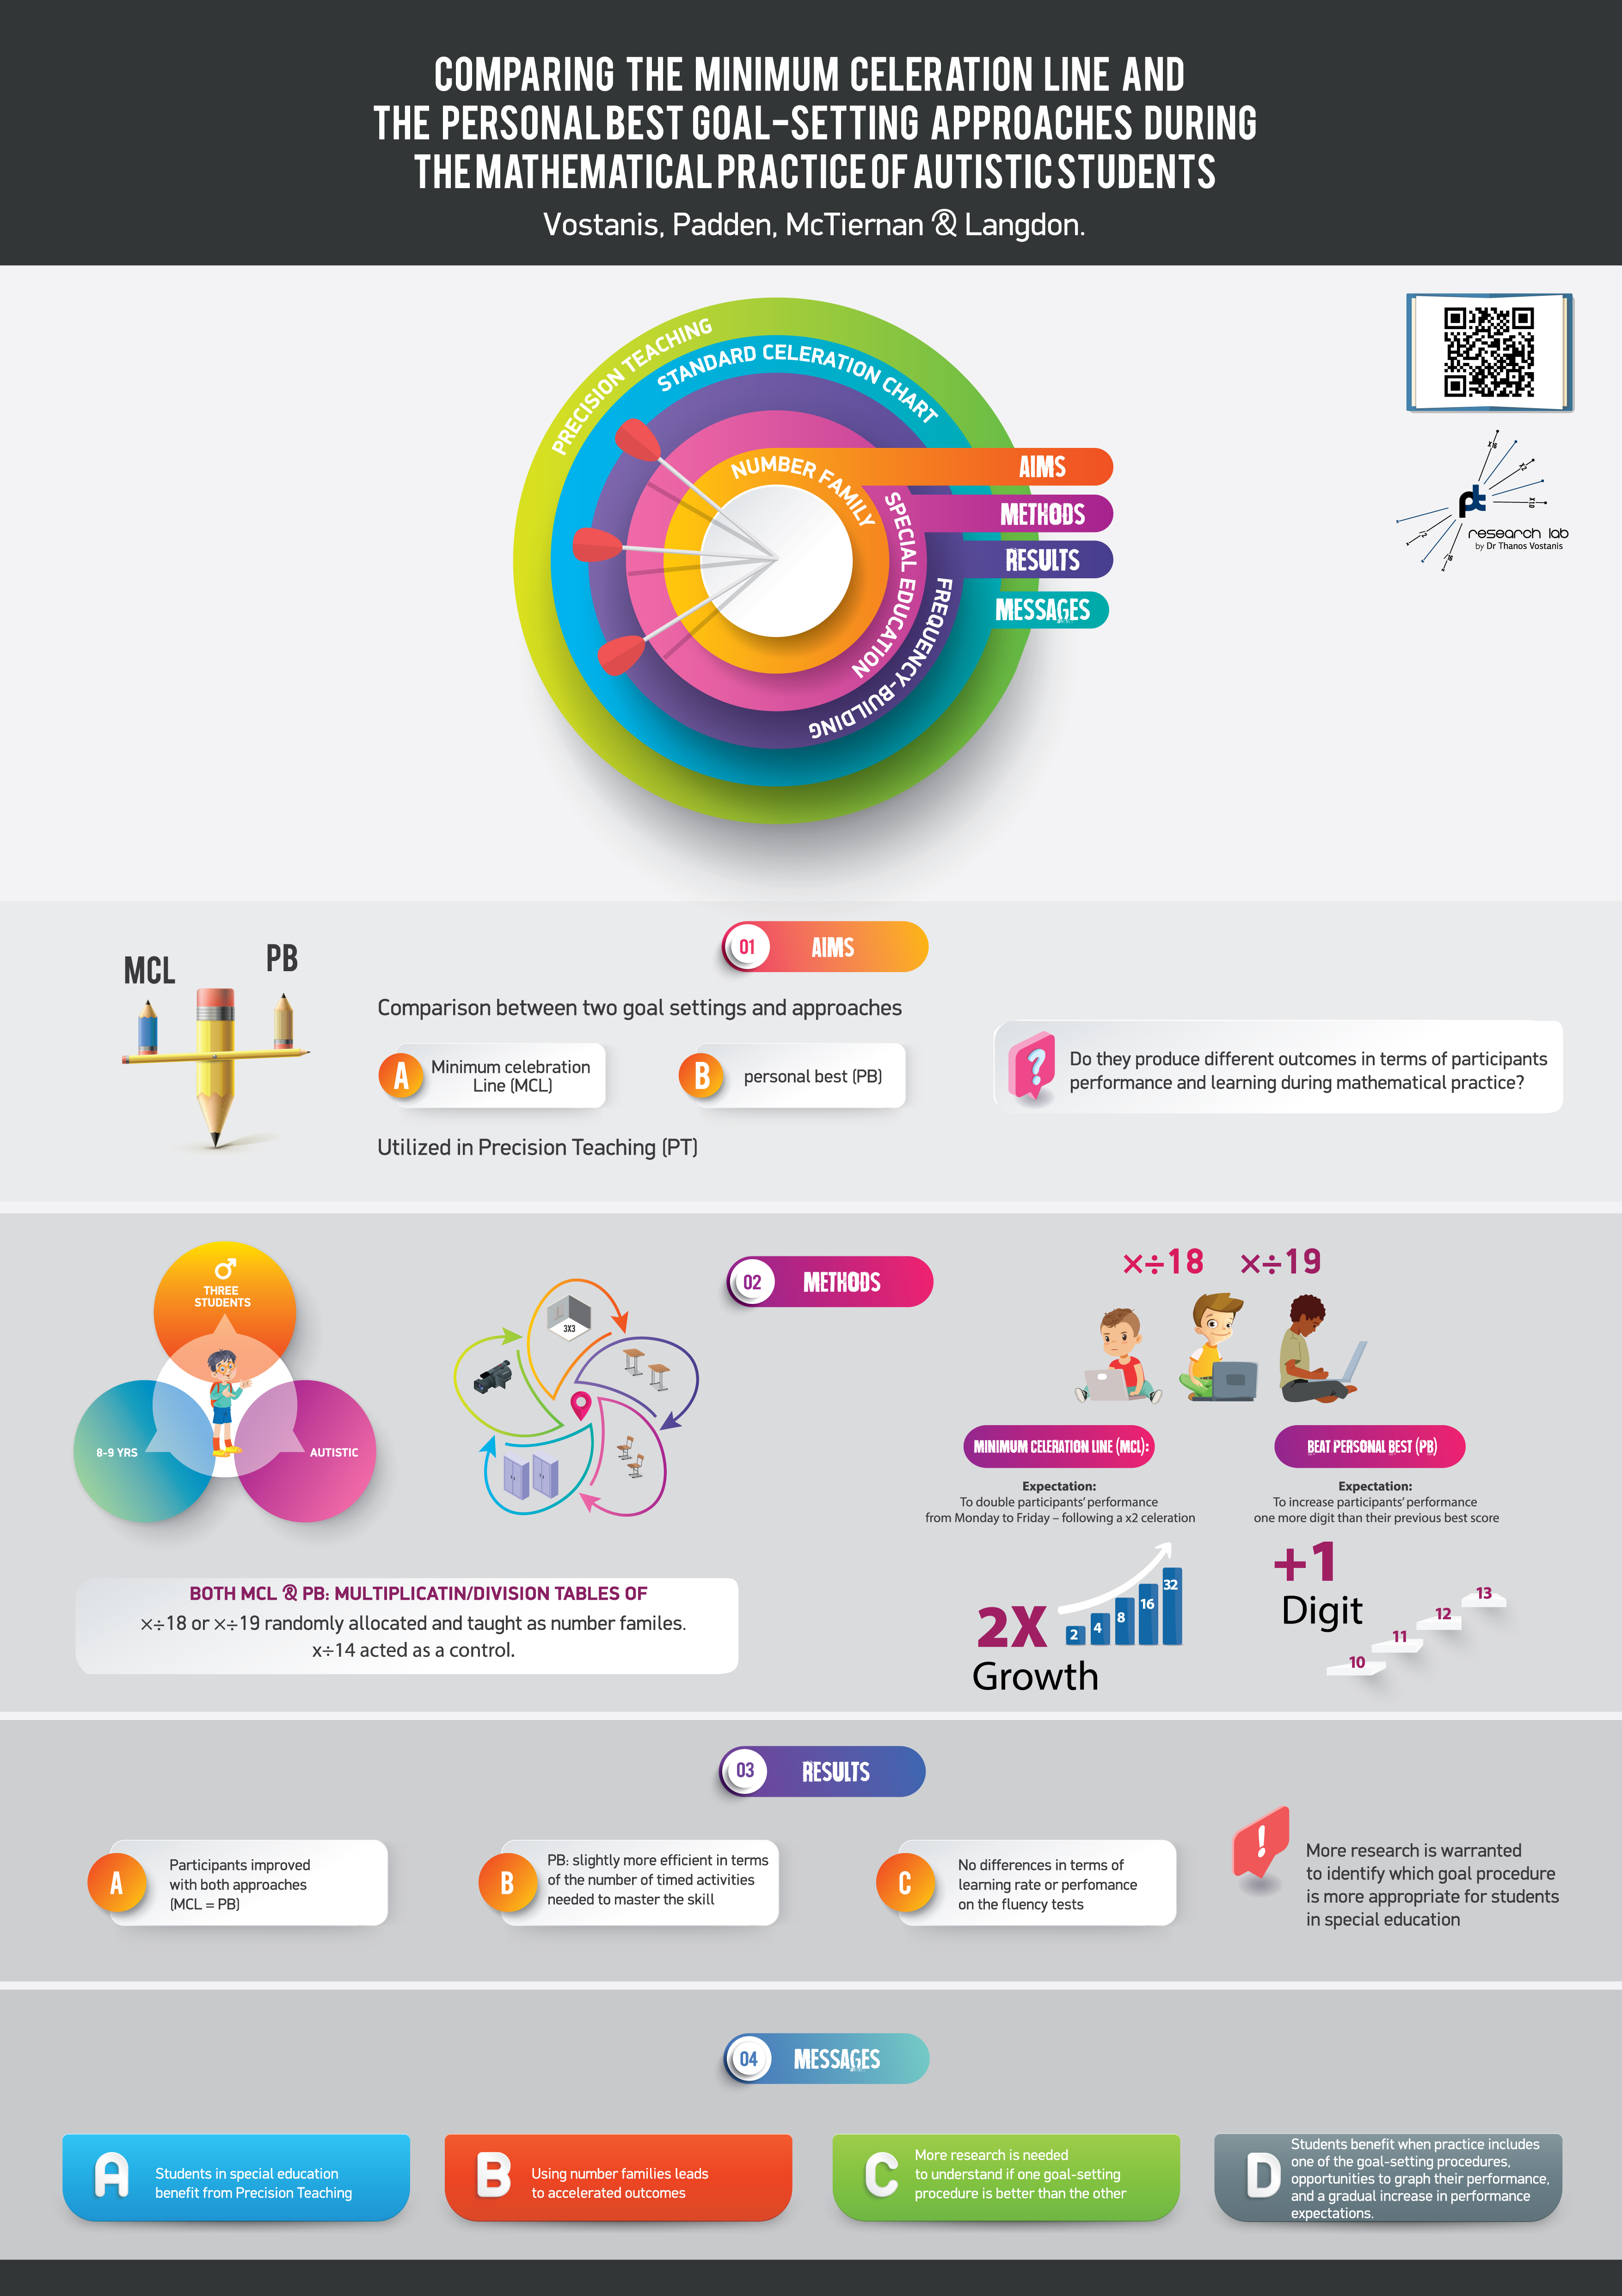 COMPARING THE MINIMUM CELERATION LINE AND
THE PERSONAL BEST GOAL-SETTING APPROACHES DURING
THE MATHEMATICAL PRACTICE OF AUTISTIC STUDENTS
Vostanis, Padden, McTiernan & Langdon.
PRECISION TEACHING
STANDARD CELERATION CHART
NUMBER FAMILY
SPECIAL EDUCATION
FREQUENCY-BUILDING
AIMS
METHODS
RESULTS
MESSAGES
pt
research lab
by Dr Thanos Vostanis
01 AIMS
MCL
PB
Comparison between two goal settings and approaches
A Minimum celebration
Line (MCL)
B personal best (PB)
Utilized in Precision Teaching (PT)
?
Do they produce different outcomes in terms of participants
performance and learning during mathematical practice?
02 METHODS
THREE
STUDENTS
8-9 YRS
AUTISTIC
3X3
BOTH MCL & PB: MULTIPLICATIN/DIVISION TABLES OF
×÷18 or ×÷19 randomly allocated and taught as number familes.
x÷14 acted as a control.
×÷18 ×÷19
MINIMUM CELERATION LINE (MCL):
Expectation:
To double participants' performance
from Monday to Friday – following a x2 celeration
2X
Growth
2 4 8 16 32
BEAT PERSONAL BEST (PB)
Expectation:
To increase participants' performance
one more digit than their previous best score
+1
Digit
10 11 12 13
03 RESULTS
A Participants improved
with both approaches
(MCL = PB)
B PB: slightly more efficient in terms
of the number of timed activities
needed to master the skill
C No differences in terms of
learning rate or perfomance
on the fluency tests
!
More research is warranted
to identify which goal procedure
is more appropriate for students
in special education
04 MESSAGES
A Students in special education
benefit from Precision Teaching
B Using number families leads
to accelerated outcomes
C More research is needed
to understand if one goal-setting
procedure is better than the other
D Students benefit when practice includes
one of the goal-setting procedures,
opportunities to graph their performance,
and a gradual increase in performance
expectations.